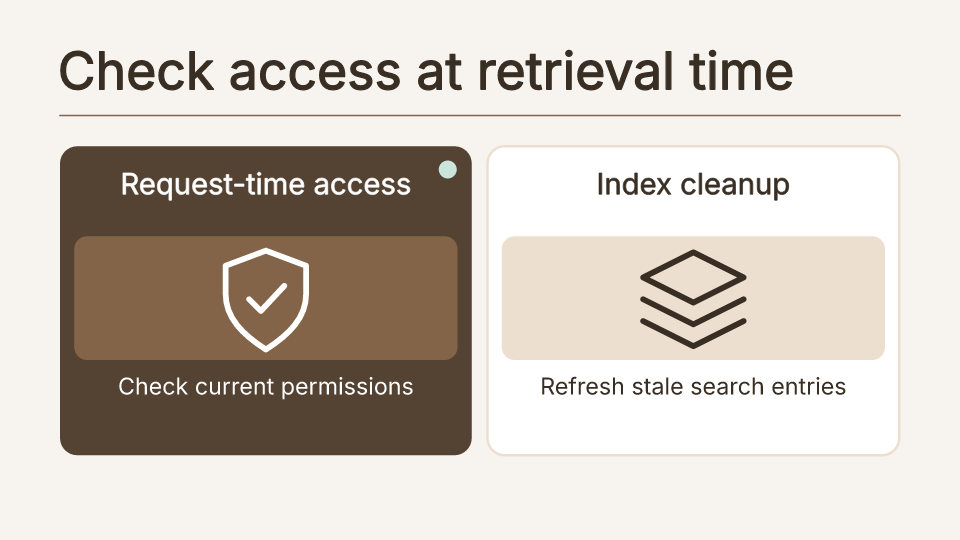 Check access at retrieval time
Request-time access
Check current permissions
Index cleanup
Refresh stale search entries